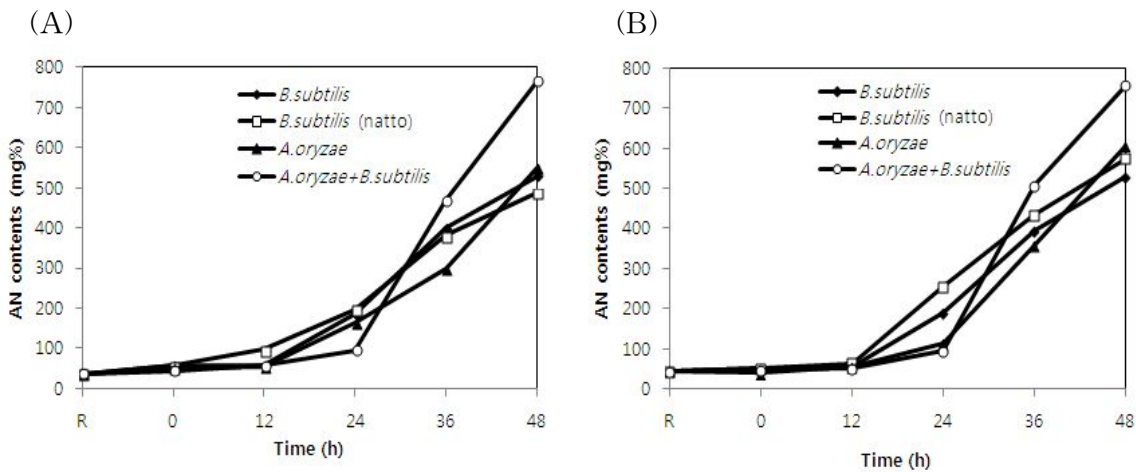 (A)
(B)
800
700
600
500
400
300
200
100
0
AN contents (mg%)
B.subtilis
B.subtilis (natto)
A.oryzae
A.oryzae+B.subtilis
R 0 12 24 36 48
Time (h)
800
700
600
500
400
300
200
100
0
AN contents (mg%)
B.subtilis
B.subtilis (natto)
A.oryzae
A.oryzae+B.subtilis
R 0 12 24 36 48
Time (h)